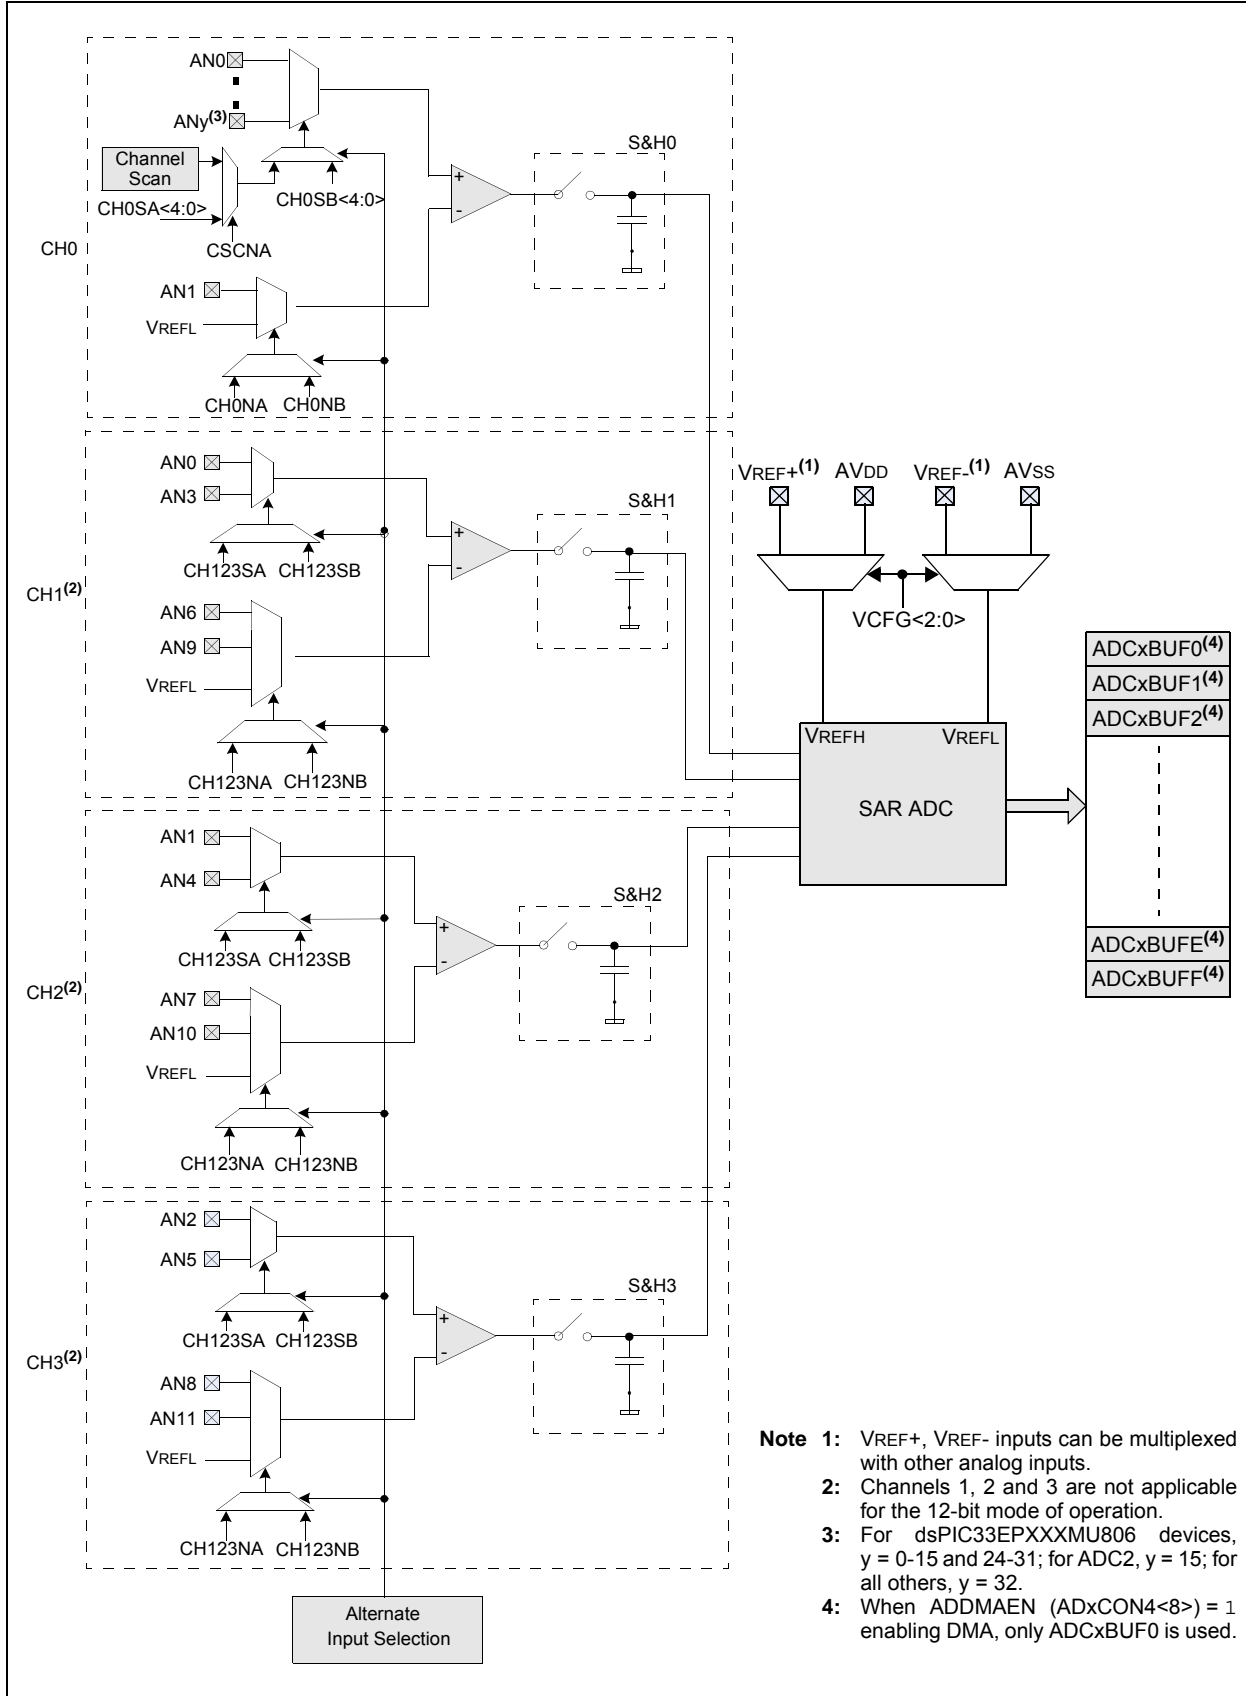 AN0
ANy(3)
S&H0
Channel
Scan
CH0SA<4:0>
CH0SB<4:0>
+
-
CSCNA
CH0
AN1
VREFL
CH0NA
CH0NB
AN0
AN3
S&H1
VREF+(1)
AVDD
VREF-(1)
AVSS
+
-
CH123SA
CH123SB
CH1(2)
AN6
AN9
VREFL
VCFG<2:0>
CH123NA
CH123NB
ADCxBUF0(4)
ADCxBUF1(4)
ADCxBUF2(4)
VREFH
VREFL
SAR ADC
AN1
AN4
S&H2
+
-
CH123SA
CH123SB
ADCxBUFE(4)
ADCxBUFF(4)
CH2(2)
AN7
AN10
VREFL
CH123NA
CH123NB
AN2
AN5
S&H3
+
-
CH123SA
CH123SB
CH3(2)
AN8
AN11
VREFL
CH123NA
CH123NB
Alternate
Input Selection
Note 1: VREF+, VREF- inputs can be multiplexed
with other analog inputs.
2: Channels 1, 2 and 3 are not applicable
for the 12-bit mode of operation.
3: For dsPIC33EPXXXMU806 devices,
y = 0-15 and 24-31; for ADC2, y = 15; for
all others, y = 32.
4: When ADDMAEN (ADxCON4<8>) = 1
enabling DMA, only ADCxBUF0 is used.